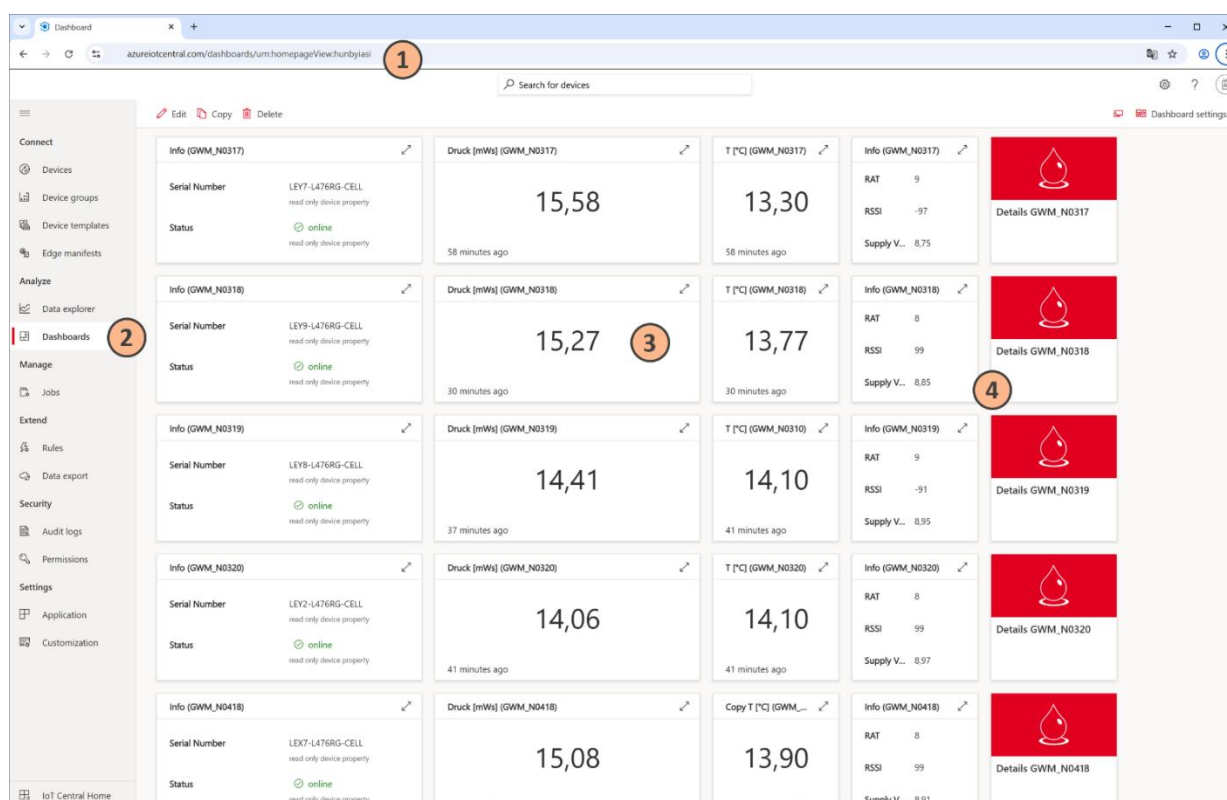 Dashboard
azureiotcentral.com/dashboards/um:homepageView:hunbyiasi
1
Search for devices
Edit Copy Delete
Dashboard settings
Connect
Devices
Device groups
Device templates
Edge manifests
Analyze
Data explorer
Dashboards
2
Manage
Jobs
Extend
Rules
Data export
Security
Audit logs
Permissions
Settings
Application
Customization
IoT Central Home
Info (GWM_N0317)
Serial Number LEY7-L476RG-CELL
read only device property
Status online
read only device property
Druck [mWs] (GWM_N0317)
15,58
58 minutes ago
T [°C] (GWM_N0317)
13,30
58 minutes ago
Info (GWM_N0317)
RAT 9
RSSI -97
Supply V... 8,75
Details GWM_N0317
Info (GWM_N0318)
Serial Number LEY9-L476RG-CELL
read only device property
Status online
read only device property
Druck [mWs] (GWM_N0318)
15,27
3
30 minutes ago
T [°C] (GWM_N0318)
13,77
30 minutes ago
Info (GWM_N0318)
RAT 8
RSSI 99
Supply V... 8,85
4
Details GWM_N0318
Info (GWM_N0319)
Serial Number LEY8-L476RG-CELL
read only device property
Status online
read only device property
Druck [mWs] (GWM_N0319)
14,41
37 minutes ago
T [°C] (GWM_N0310)
14,10
41 minutes ago
Info (GWM_N0319)
RAT 9
RSSI -91
Supply V... 8,95
Details GWM_N0319
Info (GWM_N0320)
Serial Number LEY2-L476RG-CELL
read only device property
Status online
read only device property
Druck [mWs] (GWM_N0320)
14,06
41 minutes ago
T [°C] (GWM_N0320)
14,10
41 minutes ago
Info (GWM_N0320)
RAT 8
RSSI 99
Supply V... 8,97
Details GWM_N0320
Info (GWM_N0418)
Serial Number LEX7-L476RG-CELL
read only device property
Status online
Druck [mWs] (GWM_N0418)
15,08
Copy T [°C] (GWM_...
13,90
Info (GWM_N0418)
RAT 8
RSSI 99
Supply V... 8,91
Details GWM_N0418